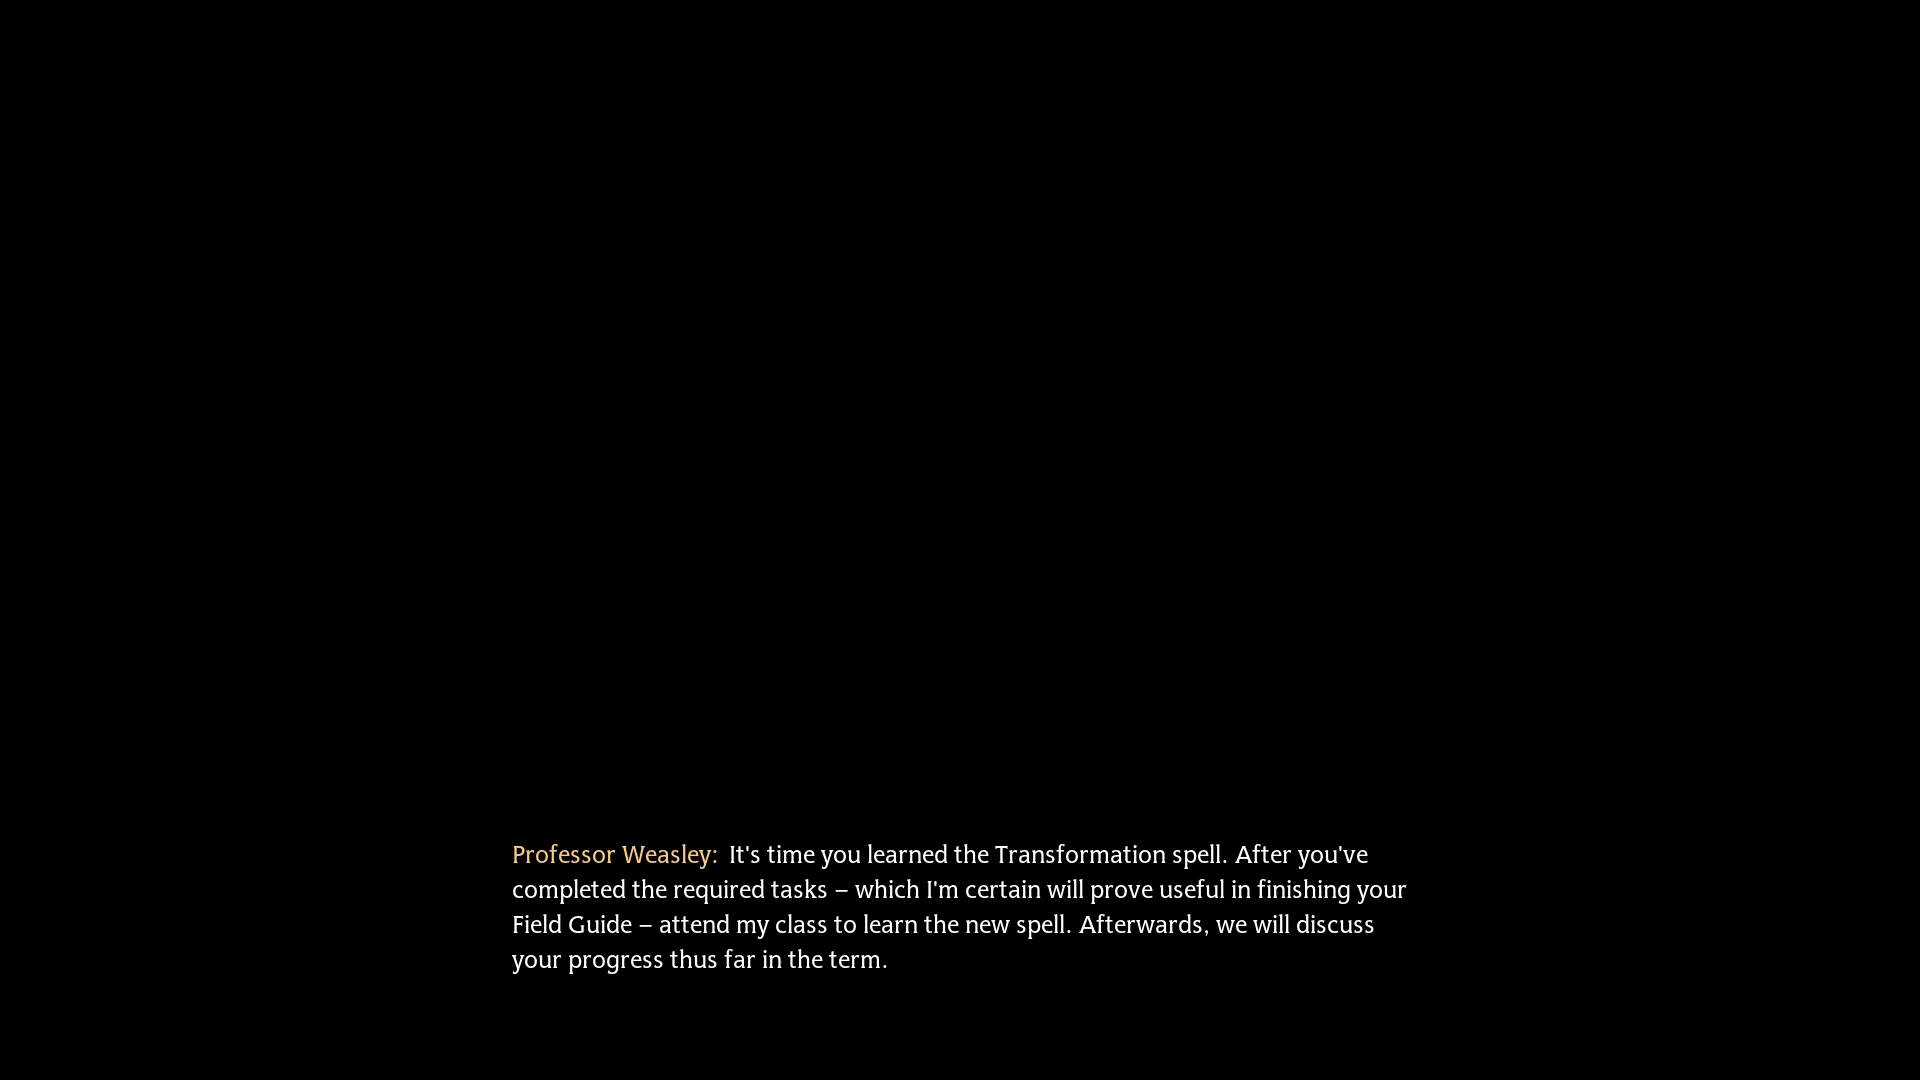 Professor Weasley: It's time you learned the Transformation spell. After you've
completed the required tasks – which I'm certain will prove useful in finishing your
Field Guide – attend my class to learn the new spell. Afterwards, we will discuss
your progress thus far in the term.